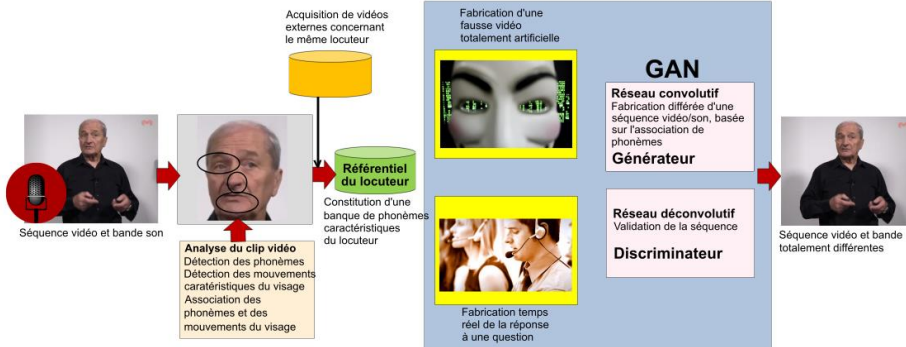 Acquisition de vidéos
externes concernant
le même locuteur
Séquence vidéo et bande son
Analyse du clip vidéo
Détection des phonèmes
Détection des mouvements
caratéristiques du visage
Association des
phonèmes et des
mouvements du visage
Référentiel
du locuteur
Constitution d'une
banque de phonèmes
caractéristiques
du locuteur
Fabrication d'une
fausse vidéo
totalement artificielle
Fabrication temps
réel de la réponse
à une question
GAN
Réseau convolutif
Fabrication différée d'une
séquence vidéo/son, basée
sur l'association de
phonèmes
Générateur
Réseau déconvolutif
Validation de la séquence
Discriminateur
Séquence vidéo et bande
totalement différentes